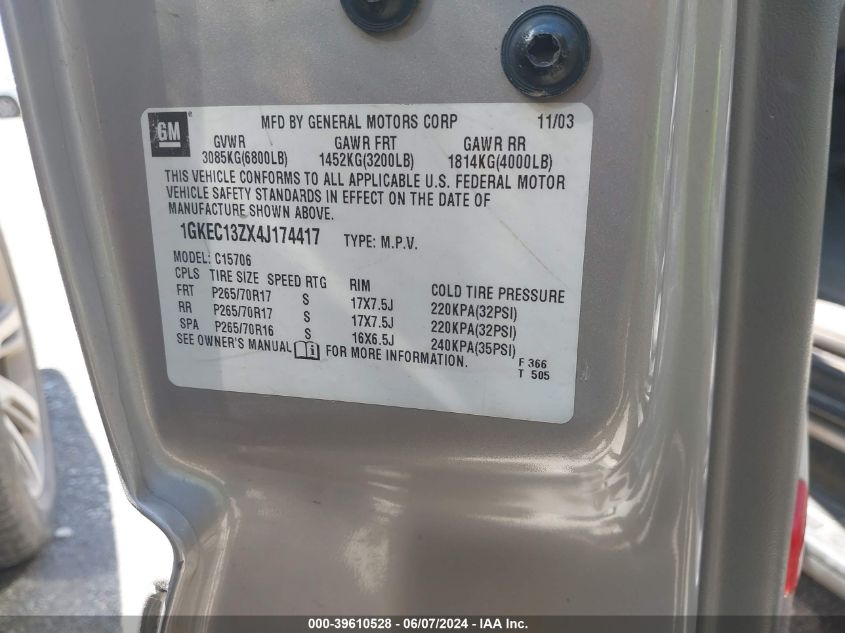 GM MFD BY GENERAL MOTORS CORP 11/03
GVWR GAWR FRT GAWR RR
3085KG(6800LB) 1452KG(3200LB) 1814KG(4000LB)
THIS VEHICLE CONFORMS TO ALL APPLICABLE U.S. FEDERAL MOTOR
VEHICLE SAFETY STANDARDS IN EFFECT ON THE DATE OF
MANUFACTURE SHOWN ABOVE.
1GKEC13ZX4J174417 TYPE: M.P.V.
MODEL: C15706
CPLS TIRE SIZE SPEED RTG RIM COLD TIRE PRESSURE
FRT P265/70R17 S 17X7.5J 220KPA(32PSI)
RR P265/70R17 S 17X7.5J 220KPA(32PSI)
SPA P265/70R16 S 16X6.5J 240KPA(35PSI)
SEE OWNER'S MANUAL i FOR MORE INFORMATION.
F 366
T 505
000-39610528 - 06/07/2024 - IAA Inc.